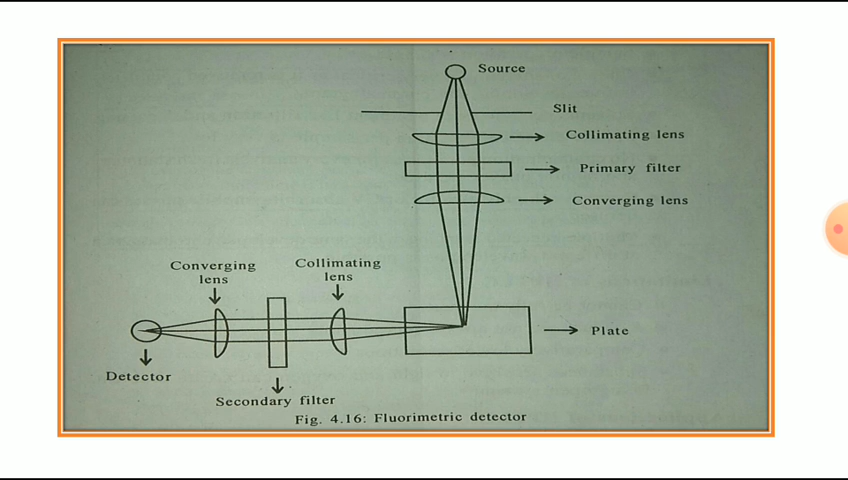 Source
Slit
Collimating lens
Primary filter
Converging lens
Converging
lens
Collimating
lens
Plate
Detector
Secondary filter
Fig. 4.16: Fluorimetric detector